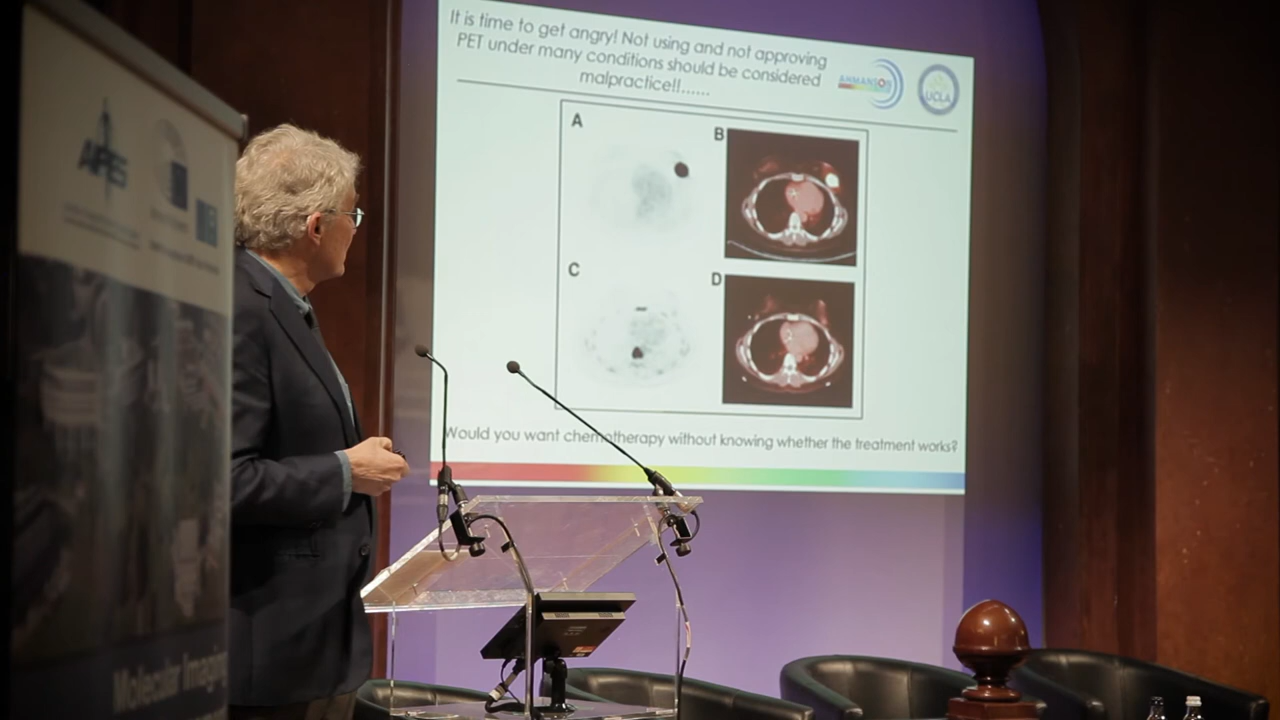 It is time to get angry! Not using and not approving
PET under many conditions should be considered
malpractice!!......
AHMANSON
UCLA
A
B
C
D
Would you want chemotherapy without knowing whether the treatment works?
AIPES
Molecular Imaging